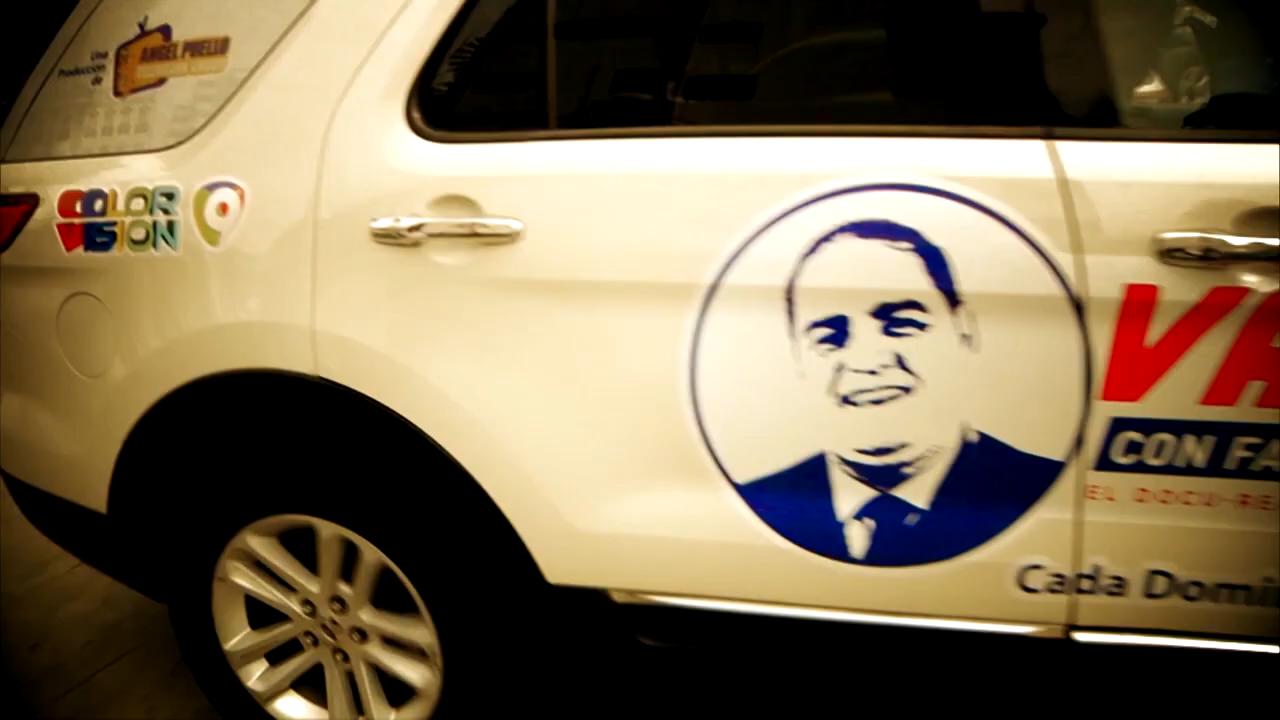 Una
Producción
de
ANGEL PUELLO
COLOR
VISION
VA
CON FA
EL DOCU-RE
Cada Domi